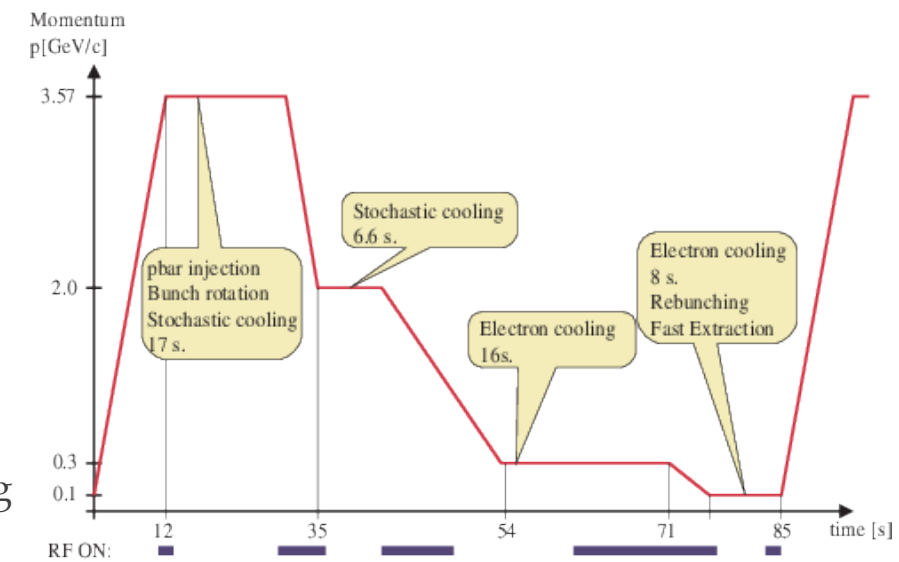 Momentum
p[GeV/c]
3.57
2.0
0.3
0.1
pbar injection
Bunch rotation
Stochastic cooling
17 s.
Stochastic cooling
6.6 s.
Electron cooling
16s.
Electron cooling
8 s.
Rebunching
Fast Extraction
g
12
35
54
71
85
time [s]
RF ON: